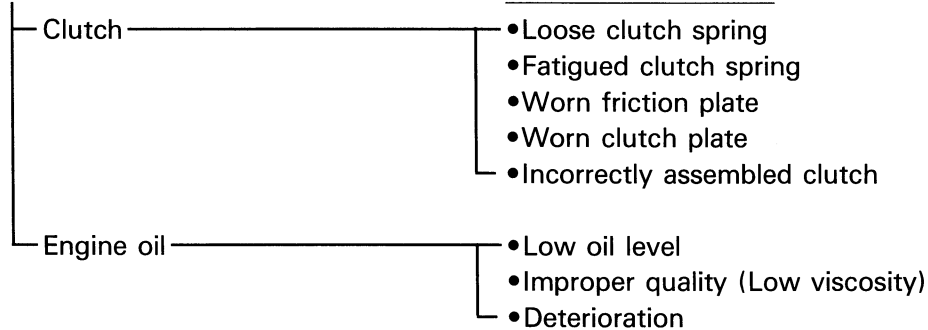 Clutch
•Loose clutch spring
•Fatigued clutch spring
•Worn friction plate
•Worn clutch plate
•Incorrectly assembled clutch
Engine oil
•Low oil level
•Improper quality (Low viscosity)
•Deterioration